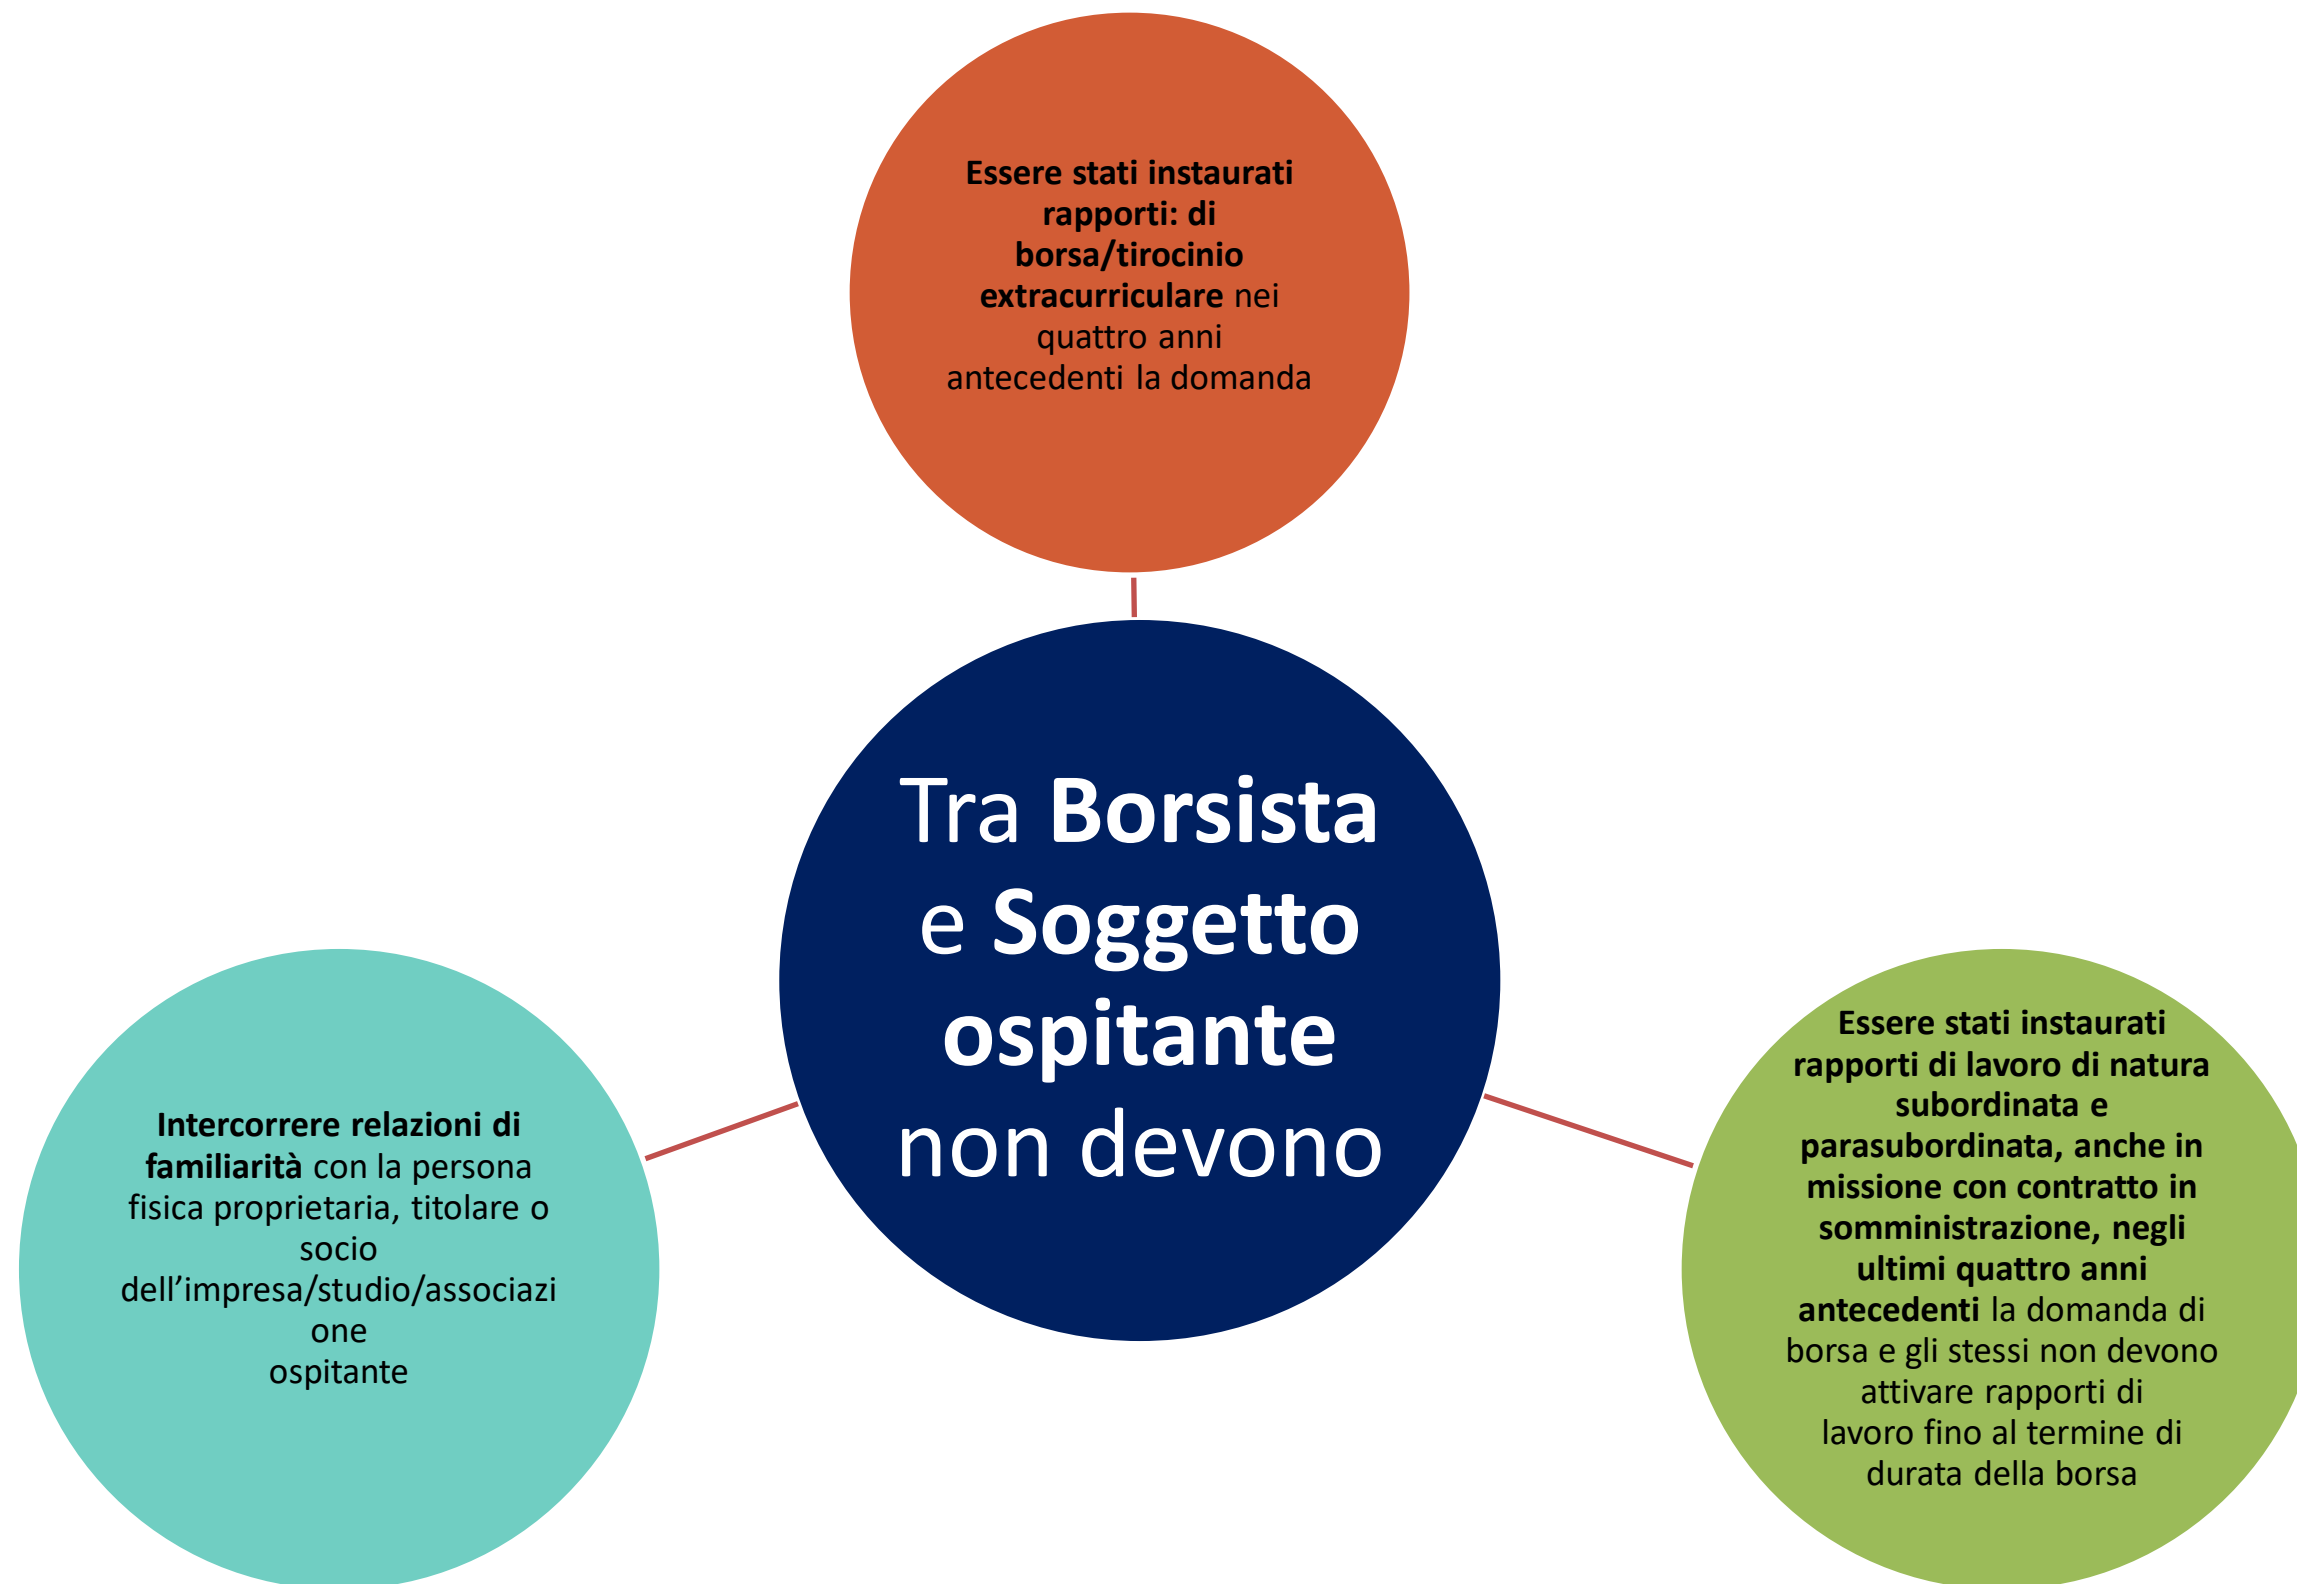 Essere stati instaurati
rapporti: di
borsa/tirocinio
extracurriculare nei
quattro anni
antecedenti la domanda
Tra Borsista
e Soggetto
ospitante
non devono
Intercorrere relazioni di
familiarità con la persona
fisica proprietaria, titolare o
socio
dell’impresa/studio/associazi
one
ospitante
Essere stati instaurati
rapporti di lavoro di natura
subordinata e
parasubordinata, anche in
missione con contratto in
somministrazione, negli
ultimi quattro anni
antecedenti la domanda di
borsa e gli stessi non devono
attivare rapporti di
lavoro fino al termine di
durata della borsa